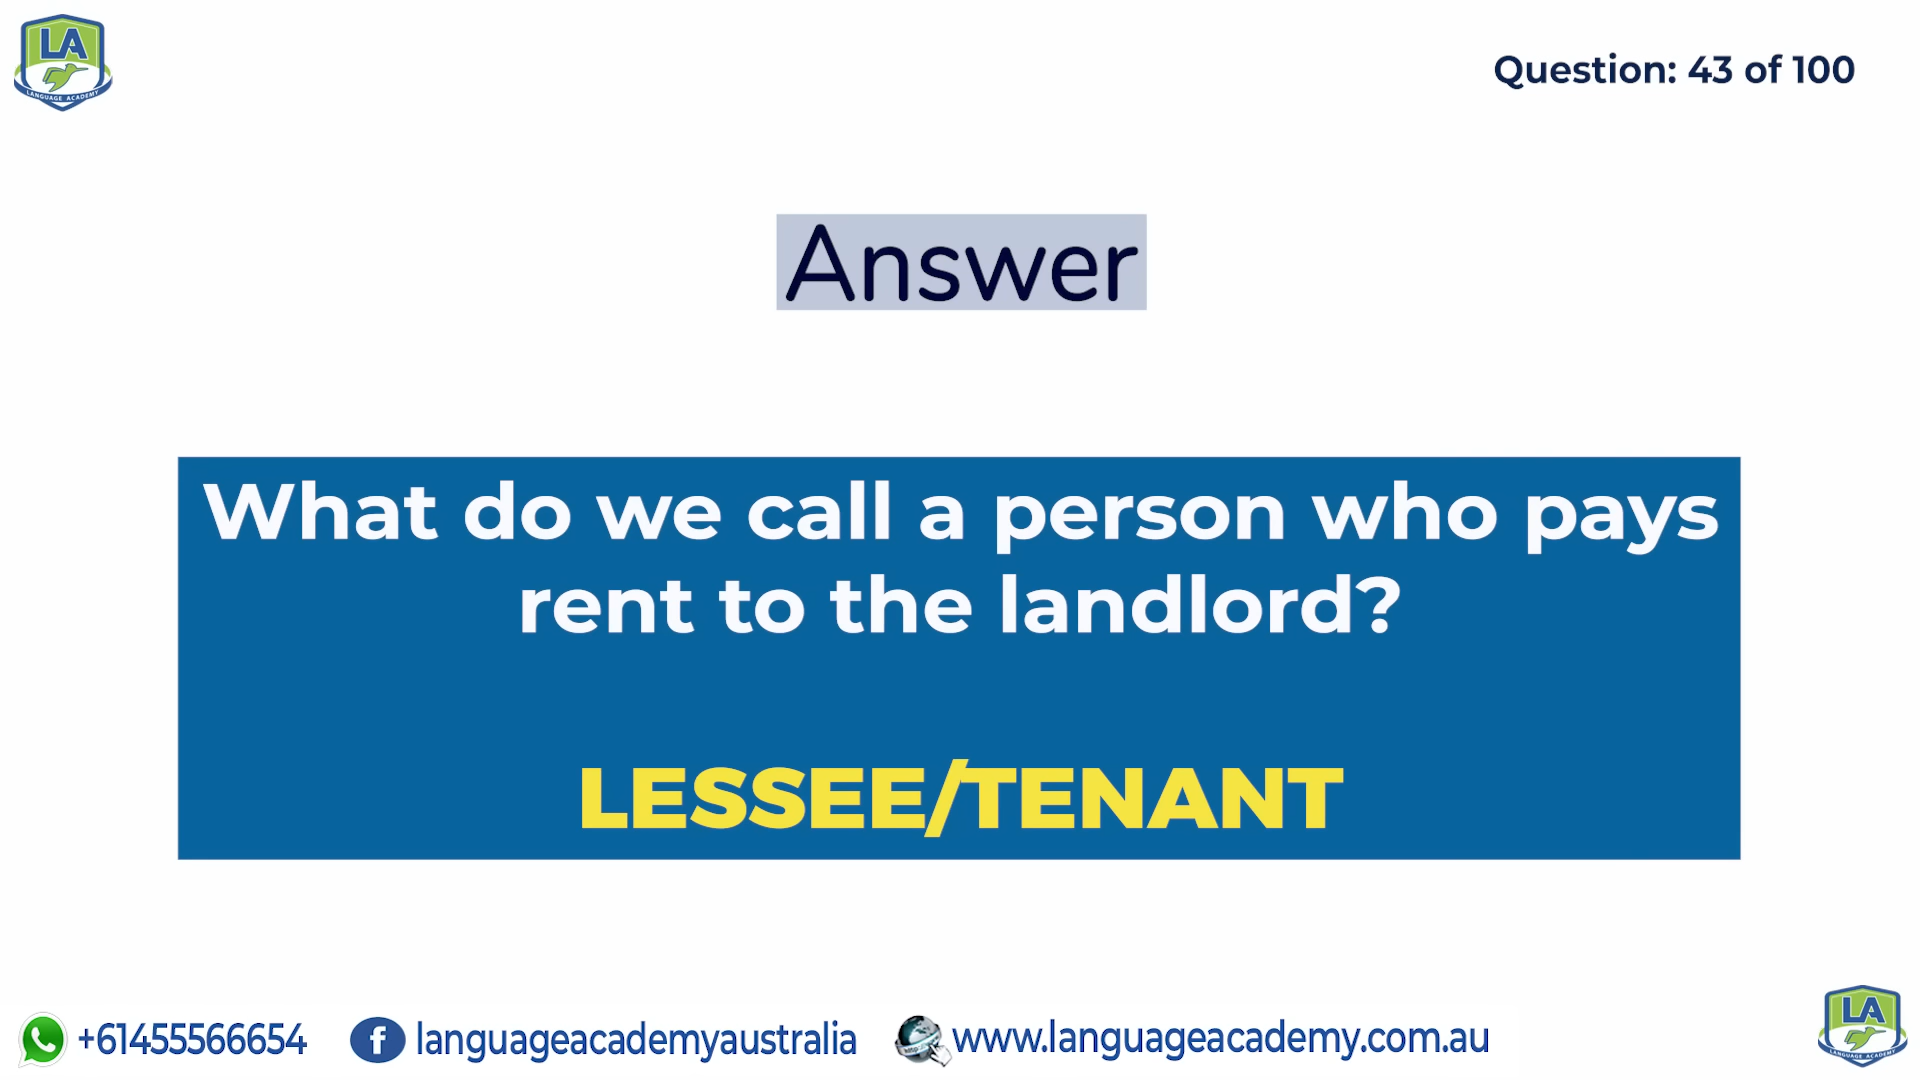 LA
LANGUAGE ACADEMY
Question: 43 of 100
Answer
What do we call a person who pays
rent to the landlord?
LESSEE/TENANT
+61455566654
languageacademyaustralia
www.languageacademy.com.au
LA
LANGUAGE ACADEMY